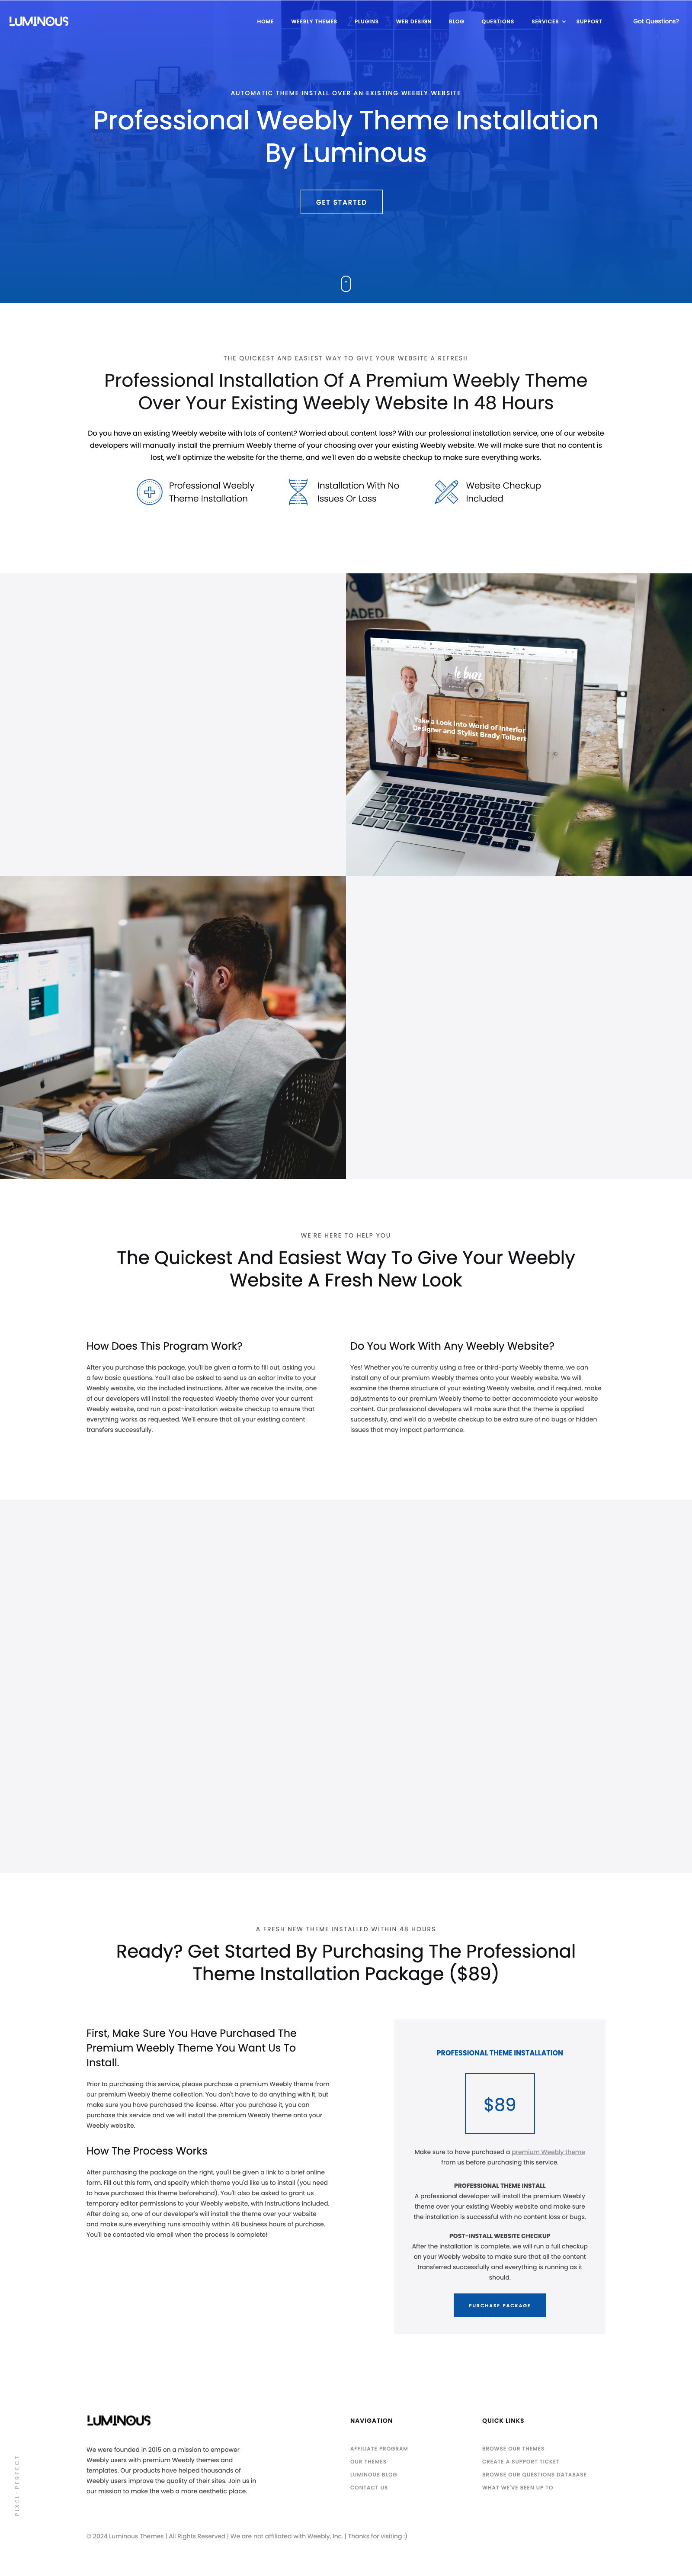 LUMINOUS
HOME WEEBLY THEMES PLUGINS WEB DESIGN BLOG QUESTIONS SERVICES SUPPORT Got Questions?
AUTOMATIC THEME INSTALL OVER AN EXISTING WEEBLY WEBSITE
Professional Weebly Theme Installation
By Luminous
GET STARTED
THE QUICKEST AND EASIEST WAY TO GIVE YOUR WEBSITE A REFRESH
Professional Installation Of A Premium Weebly Theme
Over Your Existing Weebly Website In 48 Hours
Do you have an existing Weebly website with lots of content? Worried about content loss? With our professional installation service, one of our website
developers will manually install the premium Weebly theme of your choosing over your existing Weebly website. We will make sure that no content is
lost, we'll optimize the website for the theme, and we'll even do a website checkup to make sure everything works.
Professional Weebly
Theme Installation
Installation With No
Issues Or Loss
Website Checkup
Included
OADED
le buzz
Take a Look into World of Interior
Designer and Stylist Brady Tolbert
WE'RE HERE TO HELP YOU
The Quickest And Easiest Way To Give Your Weebly
Website A Fresh New Look
How Does This Program Work?
After you purchase this package, you'll be given a form to fill out, asking you
a few basic questions. You'll also be asked to send us an editor invite to your
Weebly website, via the included instructions. After we receive the invite, one
of our developers will install the requested Weebly theme over your current
Weebly website, and run a post-installation website checkup to ensure that
everything works as requested. We'll ensure that all your existing content
transfers successfully.
Do You Work With Any Weebly Website?
Yes! Whether you're currently using a free or third-party Weebly theme, we can
install any of our premium Weebly themes onto your Weebly website. We will
examine the theme structure of your existing Weebly website, and if required, make
adjustments to our premium Weebly theme to better accommodate your website
content. Our professional developers will make sure that the theme is applied
successfully, and we'll do a website checkup to be extra sure of no bugs or hidden
issues that may impact performance.
A FRESH NEW THEME INSTALLED WITHIN 48 HOURS
Ready? Get Started By Purchasing The Professional
Theme Installation Package ($89)
First, Make Sure You Have Purchased The
Premium Weebly Theme You Want Us To
Install.
Prior to purchasing this service, please purchase a premium Weebly theme from
our premium Weebly theme collection. You don't have to do anything with it, but
make sure you have purchased the license. After you purchase it, you can
purchase this service and we will install the premium Weebly theme onto your
Weebly website.
How The Process Works
After purchasing the package on the right, you'll be given a link to a brief online
form. Fill out this form, and specify which theme you'd like us to install (you need
to have purchased this theme beforehand). You'll also be asked to grant us
temporary editor permissions to your Weebly website, with instructions included.
After doing so, one of our developer's will install the theme over your website
and make sure everything runs smoothly within 48 business hours of purchase.
You'll be contacted via email when the process is complete!
PROFESSIONAL THEME INSTALLATION
$89
Make sure to have purchased a premium Weebly theme
from us before purchasing this service.
PROFESSIONAL THEME INSTALL
A professional developer will install the premium Weebly
theme over your existing Weebly website and make sure
the installation is successful with no content loss or bugs.
POST-INSTALL WEBSITE CHECKUP
After the installation is complete, we will run a full checkup
on your Weebly website to make sure that all the content
transferred successfully and everything is running as it
should.
PURCHASE PACKAGE
LUMINOUS
We were founded in 2015 on a mission to empower
Weebly users with premium Weebly themes and
templates. Our products have helped thousands of
Weebly users improve the quality of their sites. Join us in
our mission to make the web a more aesthetic place.
NAVIGATION
AFFILIATE PROGRAM
OUR THEMES
LUMINOUS BLOG
CONTACT US
QUICK LINKS
BROWSE OUR THEMES
CREATE A SUPPORT TICKET
BROWSE OUR QUESTIONS DATABASE
WHAT WE'VE BEEN UP TO
PIXEL-PERFECT
© 2024 Luminous Themes | All Rights Reserved | We are not affiliated with Weebly, Inc. | Thanks for visiting :)